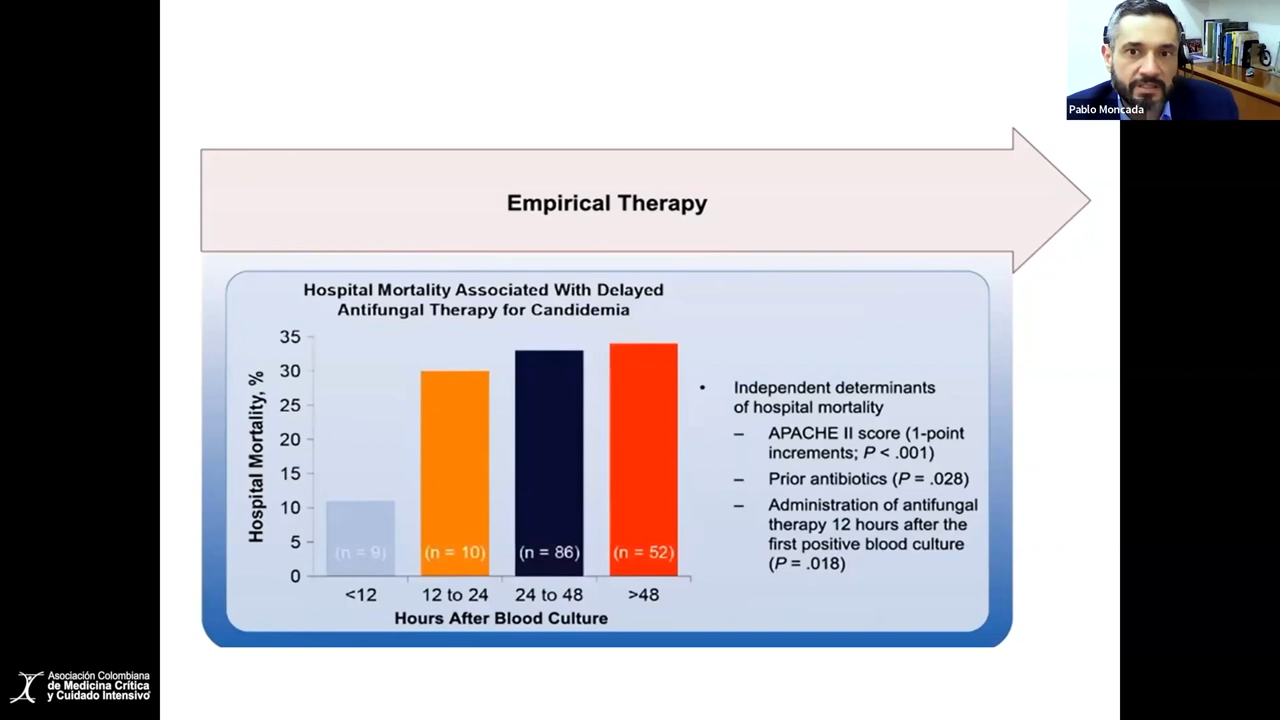 Pablo Moncada
Empirical Therapy
Hospital Mortality Associated With Delayed
Antifungal Therapy for Candidemia
Hospital Mortality, %
35
30
25
20
15
10
5
0
(n = 9)
(n = 10)
(n = 86)
(n = 52)
<12
12 to 24
24 to 48
>48
Hours After Blood Culture
• Independent determinants
of hospital mortality
– APACHE II score (1-point
increments; P < .001)
– Prior antibiotics (P = .028)
– Administration of antifungal
therapy 12 hours after the
first positive blood culture
(P = .018)
Asociación Colombiana
de Medicina Crítica
y Cuidado Intensivo